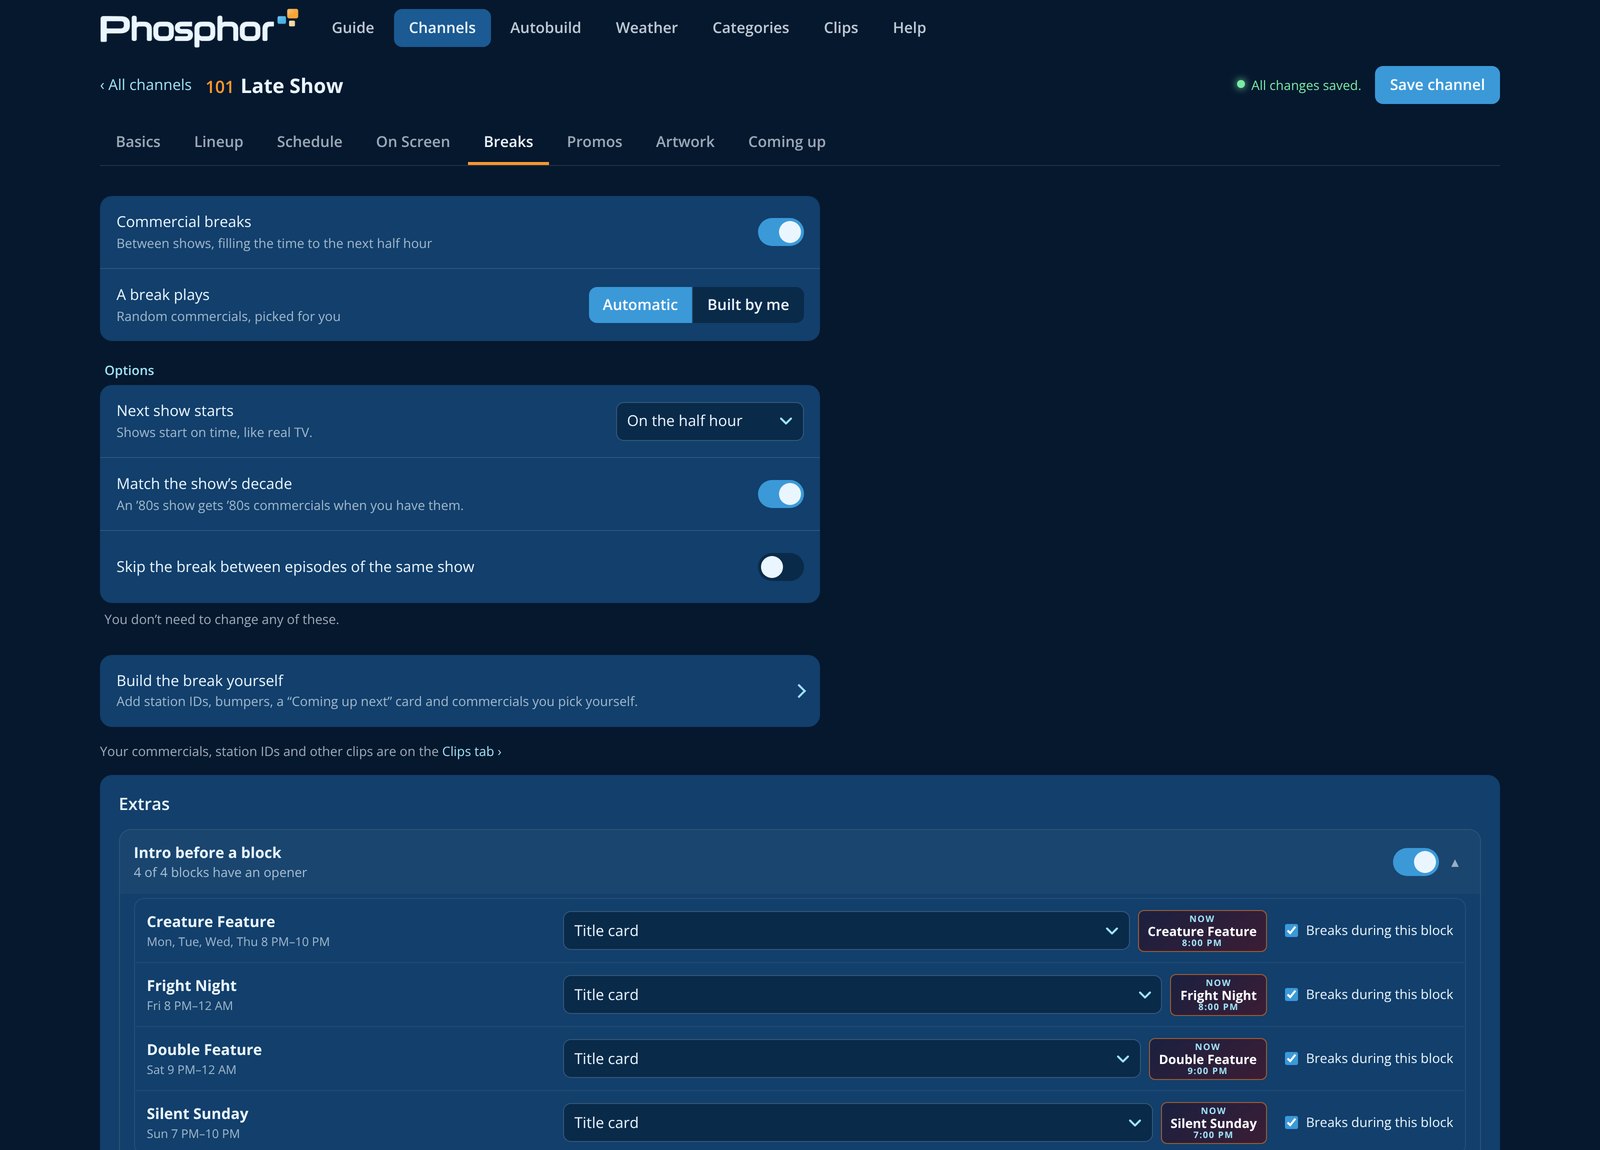 Phosphor
Guide
Channels
Autobuild
Weather
Categories
Clips
Help
‹ All channels
101 Late Show
All changes saved.
Save channel
Basics
Lineup
Schedule
On Screen
Breaks
Promos
Artwork
Coming up
Commercial breaks
Between shows, filling the time to the next half hour
A break plays
Random commercials, picked for you
Automatic
Built by me
Options
Next show starts
Shows start on time, like real TV.
On the half hour
Match the show’s decade
An ’80s show gets ’80s commercials when you have them.
Skip the break between episodes of the same show
You don’t need to change any of these.
Build the break yourself
Add station IDs, bumpers, a “Coming up next” card and commercials you pick yourself.
Your commercials, station IDs and other clips are on the Clips tab ›
Extras
Intro before a block
4 of 4 blocks have an opener
Creature Feature
Mon, Tue, Wed, Thu 8 PM–10 PM
Title card
NOW
Creature Feature
8:00 PM
Breaks during this block
Fright Night
Fri 8 PM–12 AM
Title card
NOW
Fright Night
8:00 PM
Breaks during this block
Double Feature
Sat 9 PM–12 AM
Title card
NOW
Double Feature
9:00 PM
Breaks during this block
Silent Sunday
Sun 7 PM–10 PM
Title card
NOW
Silent Sunday
7:00 PM
Breaks during this block